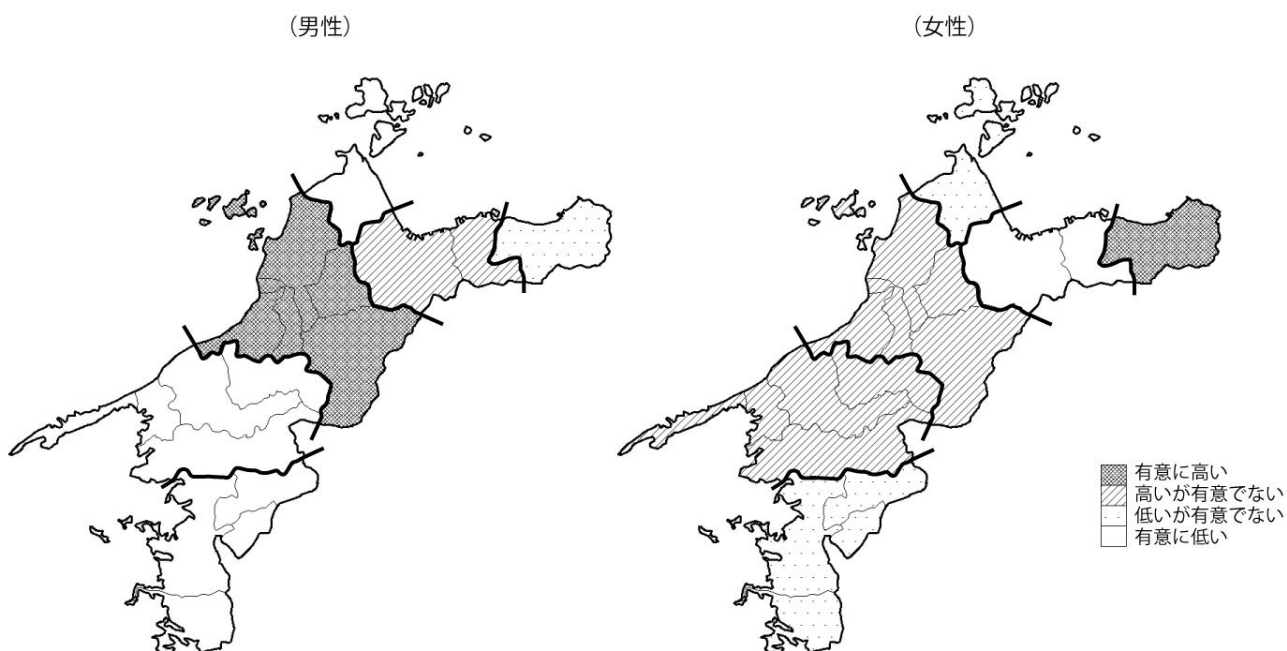 （男性）
（女性）
有意に高い
高いが有意でない
低いが有意でない
有意に低い